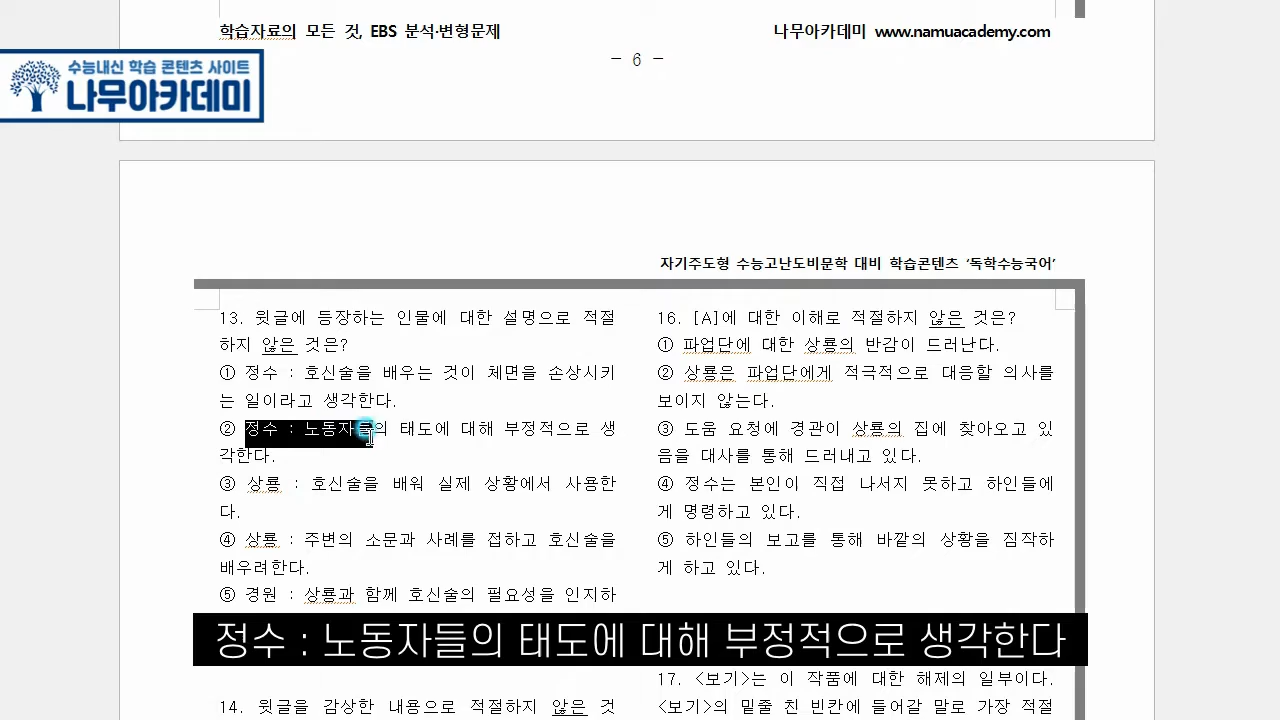 학습자료의 모든 것, EBS 분석·변형문제
나무아카데미 www.namuacademy.com
- 6 -
수능내신 학습 콘텐츠 사이트
나무아카데미
자기주도형 수능고난도비문학 대비 학습콘텐츠 ‘독학수능국어’
13. 윗글에 등장하는 인물에 대한 설명으로 적절
하지 않은 것은?
① 정수 : 호신술을 배우는 것이 체면을 손상시키
는 일이라고 생각한다.
② 정수 : 노동자들의 태도에 대해 부정적으로 생
각한다.
③ 상룡 : 호신술을 배워 실제 상황에서 사용한
다.
④ 상룡 : 주변의 소문과 사례를 접하고 호신술을
배우려한다.
⑤ 경원 : 상룡과 함께 호신술의 필요성을 인지하
14. 윗글을 감상한 내용으로 적절하지 않은 것
16. [A]에 대한 이해로 적절하지 않은 것은?
① 파업단에 대한 상룡의 반감이 드러난다.
② 상룡은 파업단에게 적극적으로 대응할 의사를
보이지 않는다.
③ 도움 요청에 경관이 상룡의 집에 찾아오고 있
음을 대사를 통해 드러내고 있다.
④ 정수는 본인이 직접 나서지 못하고 하인들에
게 명령하고 있다.
⑤ 하인들의 보고를 통해 바깥의 상황을 짐작하
게 하고 있다.
17. <보기>는 이 작품에 대한 해제의 일부이다.
<보기>의 밑줄 친 빈칸에 들어갈 말로 가장 적절
정수 : 노동자들의 태도에 대해 부정적으로 생각한다